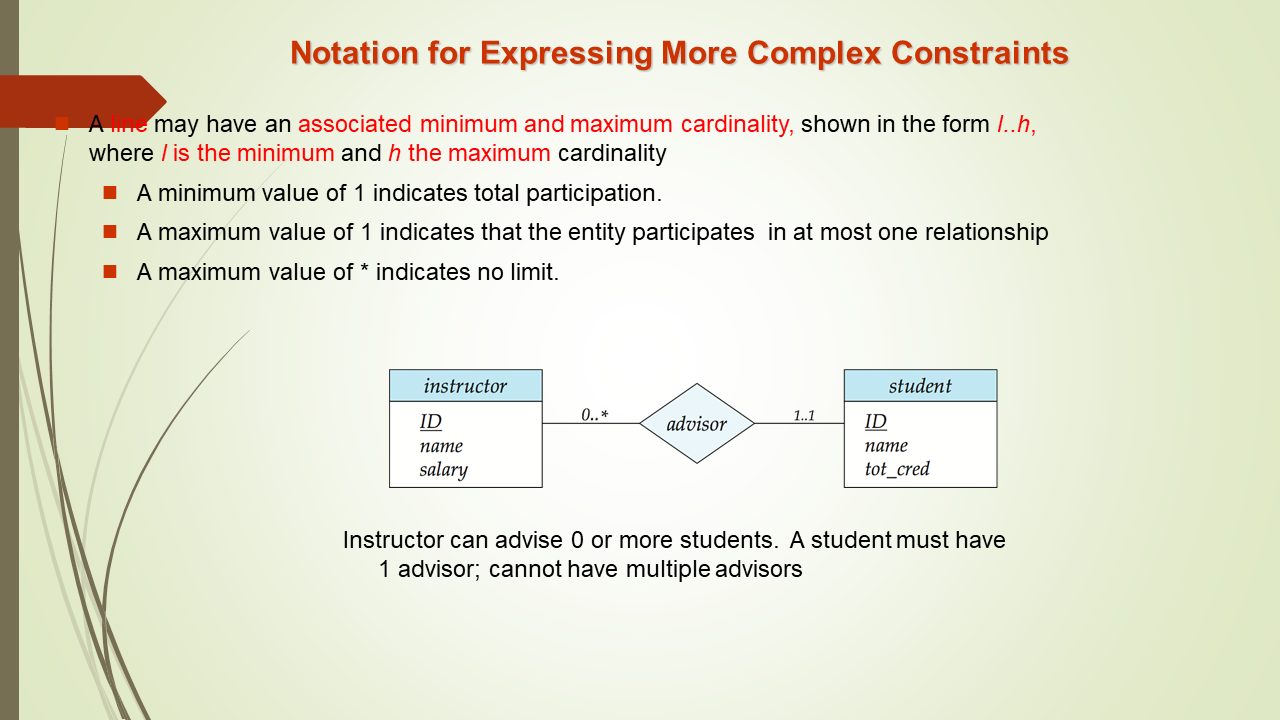 Notation for Expressing More Complex Constraints
A line may have an associated minimum and maximum cardinality, shown in the form l..h,
where l is the minimum and h the maximum cardinality
A minimum value of 1 indicates total participation.
A maximum value of 1 indicates that the entity participates in at most one relationship
A maximum value of * indicates no limit.
instructor
ID
name
salary
0..*
advisor
1..1
student
ID
name
tot_cred
Instructor can advise 0 or more students. A student must have
1 advisor; cannot have multiple advisors